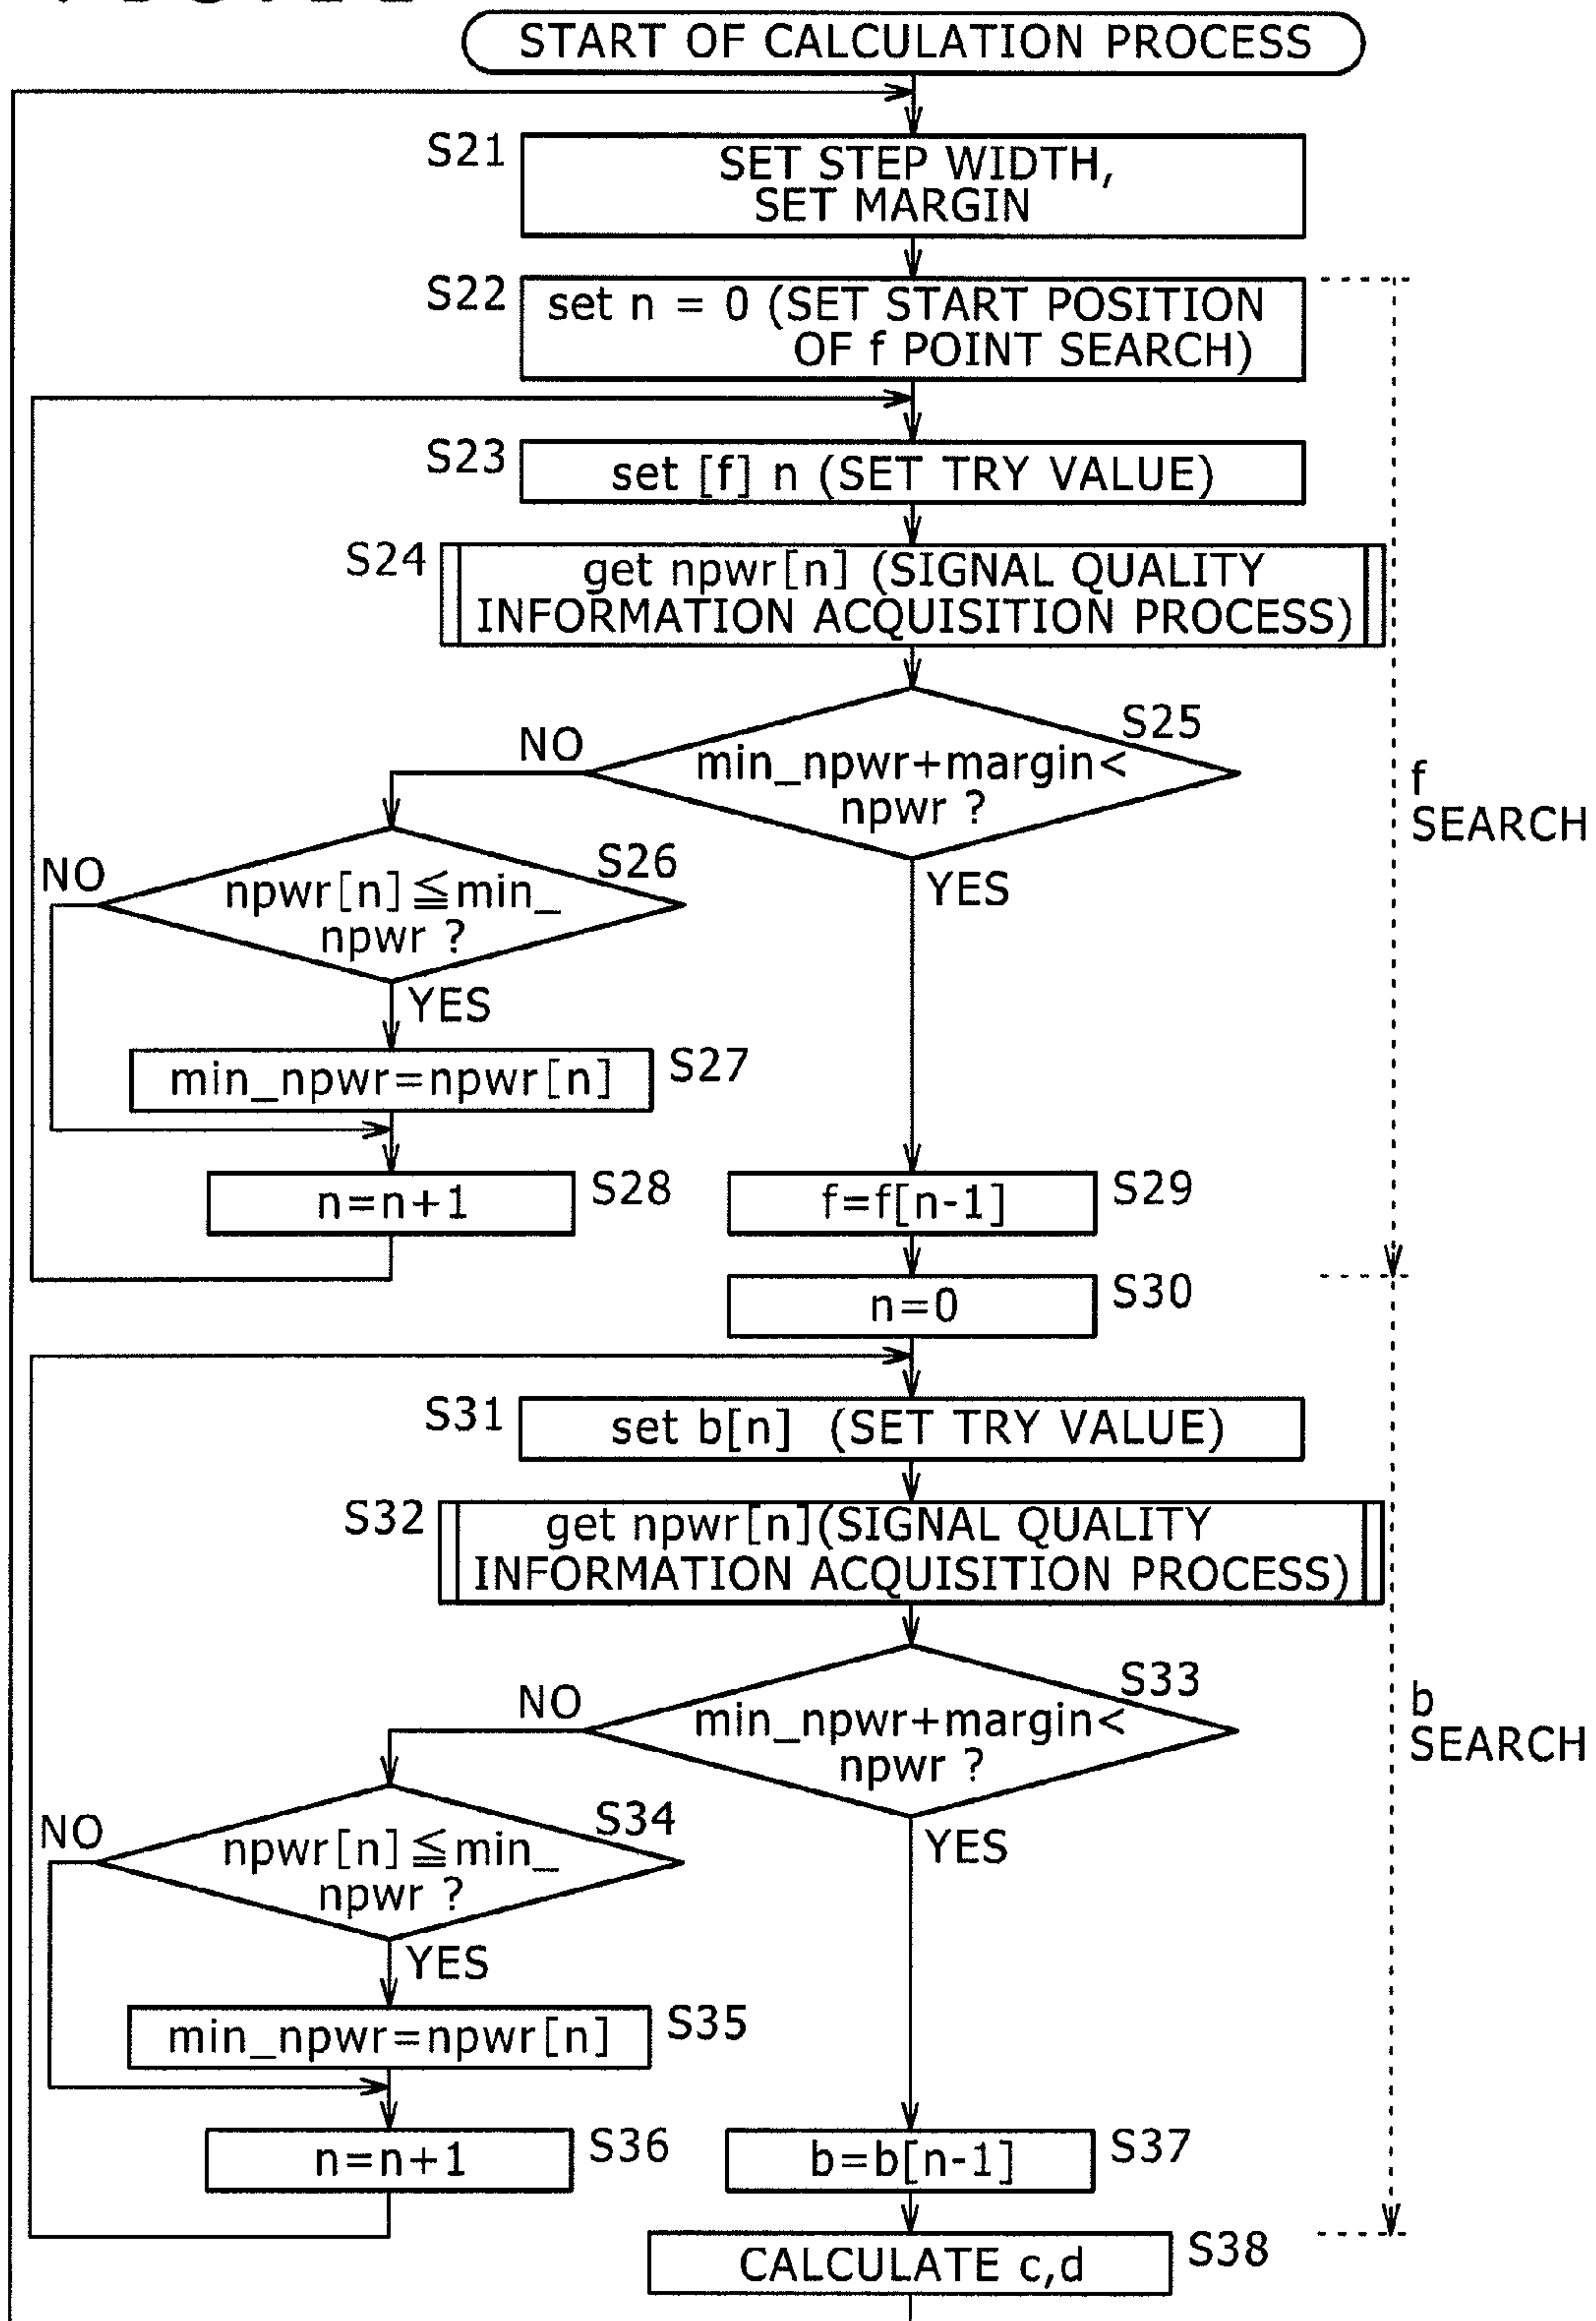 START OF CALCULATION PROCESS
S21
SET STEP WIDTH,
SET MARGIN
S22
set n = 0 (SET START POSITION
OF f POINT SEARCH)
S23
set [f] n (SET TRY VALUE)
S24
get npwr[n] (SIGNAL QUALITY
INFORMATION ACQUISITION PROCESS)
S25
NO
min_npwr+margin<
npwr ?
f
SEARCH
S26
NO
npwr[n]≦min_
npwr ?
YES
YES
min_npwr=npwr[n]
S27
n=n+1
S28
f=f[n-1]
S29
n=0
S30
S31
set b[n] (SET TRY VALUE)
S32
get npwr[n](SIGNAL QUALITY
INFORMATION ACQUISITION PROCESS)
S33
NO
min_npwr+margin<
npwr ?
b
SEARCH
S34
NO
npwr[n]≦min_
npwr ?
YES
YES
min_npwr=npwr[n]
S35
n=n+1
S36
b=b[n-1]
S37
CALCULATE c,d
S38